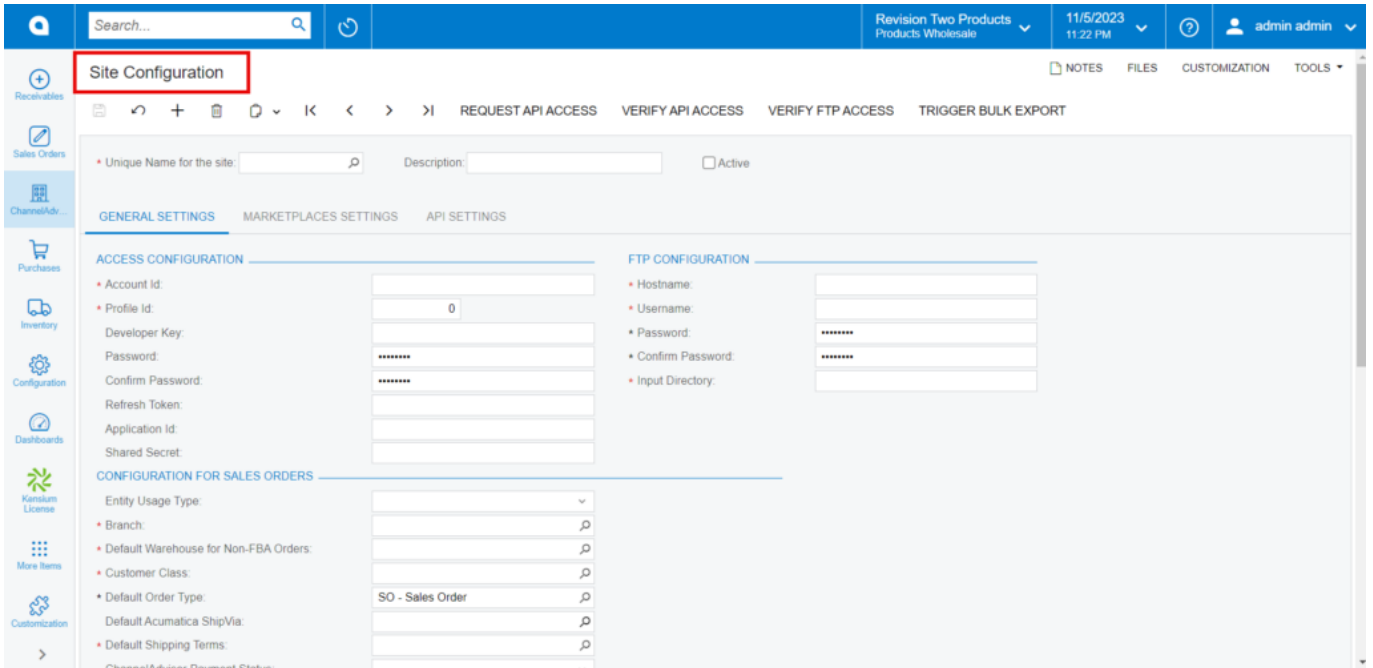 Search...
Revision Two Products
Products Wholesale
11/5/2023
11:22 PM
admin admin
Receivables
Sales Orders
ChannelAdv...
Purchases
Inventory
Configuration
Dashboards
Kensium
License
More Items
Customization
Site Configuration
NOTES FILES CUSTOMIZATION TOOLS
REQUEST API ACCESS VERIFY API ACCESS VERIFY FTP ACCESS TRIGGER BULK EXPORT
* Unique Name for the site: Description: Active
GENERAL SETTINGS MARKETPLACES SETTINGS API SETTINGS
ACCESS CONFIGURATION
* Account Id:
* Profile Id: 0
Developer Key:
Password: ••••••••
Confirm Password: ••••••••
Refresh Token:
Application Id:
Shared Secret:
FTP CONFIGURATION
* Hostname:
* Username:
* Password: ••••••••
* Confirm Password: ••••••••
* Input Directory:
CONFIGURATION FOR SALES ORDERS
Entity Usage Type:
* Branch:
* Default Warehouse for Non-FBA Orders:
* Customer Class:
* Default Order Type: SO - Sales Order
Default Acumatica ShipVia:
* Default Shipping Terms:
ChannelAdvisor Payment Status: